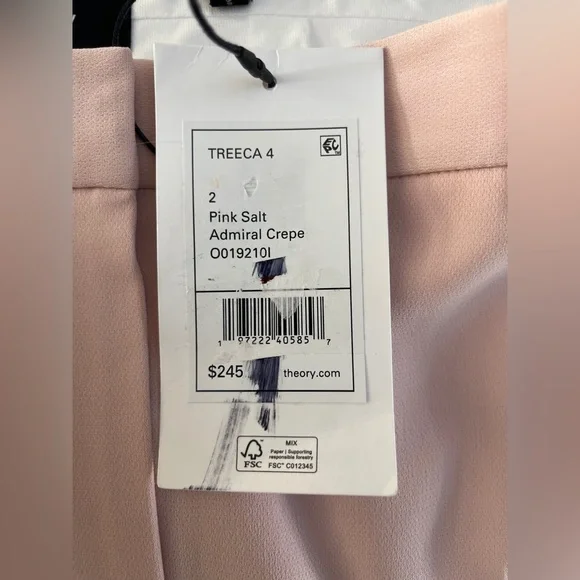 TREECA 4
2
Pink Salt
Admiral Crepe
O019210I
1 97222 40585 7
$245 theory.com
FSC
MIX
Paper | Supporting
responsible forestry
FSC® C012345